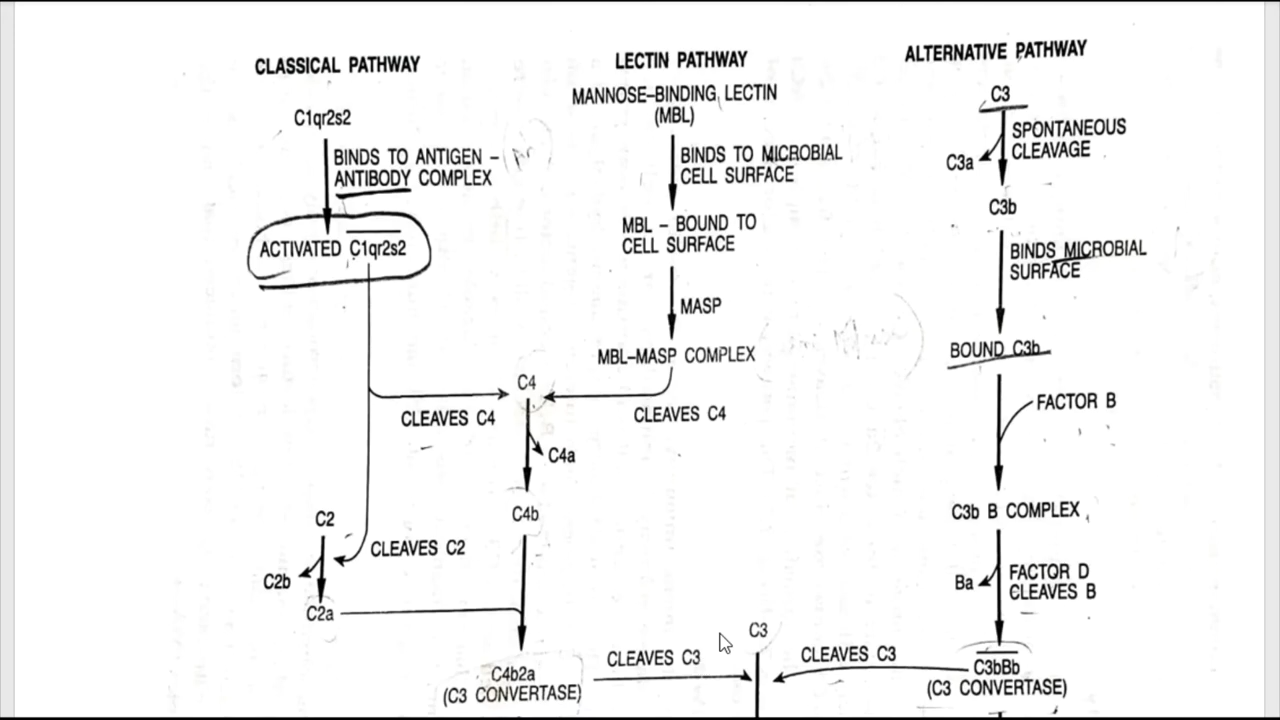 CLASSICAL PATHWAY
C1qr2s2
BINDS TO ANTIGEN –
ANTIBODY COMPLEX
ACTIVATED C1qr2s2
CLEAVES C4
C2
CLEAVES C2
C2b
C2a
LECTIN PATHWAY
MANNOSE–BINDING LECTIN
(MBL)
BINDS TO MICROBIAL
CELL SURFACE
MBL – BOUND TO
CELL SURFACE
MASP
MBL–MASP COMPLEX
C4
CLEAVES C4
C4a
C4b
C4b2a
(C3 CONVERTASE)
CLEAVES C3
C3
ALTERNATIVE PATHWAY
C3
SPONTANEOUS
CLEAVAGE
C3a
C3b
BINDS MICROBIAL
SURFACE
BOUND C3b
FACTOR B
C3b B COMPLEX
Ba
FACTOR D
CLEAVES B
CLEAVES C3
C3bBb
(C3 CONVERTASE)